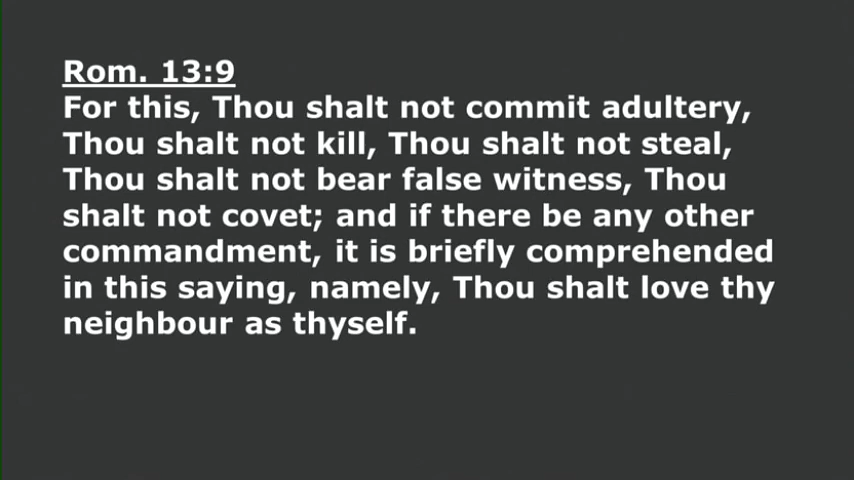 Rom. 13:9
For this, Thou shalt not commit adultery,
Thou shalt not kill, Thou shalt not steal,
Thou shalt not bear false witness, Thou
shalt not covet; and if there be any other
commandment, it is briefly comprehended
in this saying, namely, Thou shalt love thy
neighbour as thyself.